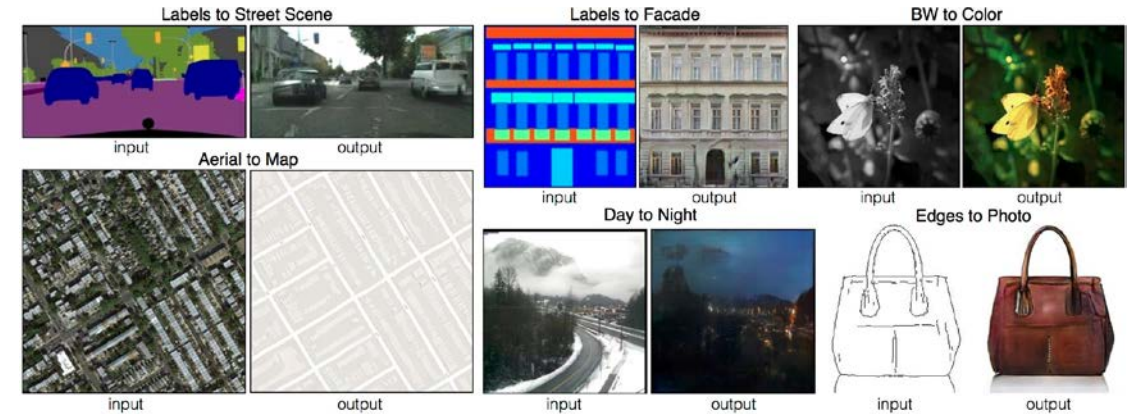 Labels to Street Scene
input
output
Aerial to Map
input
output
Labels to Facade
input
output
BW to Color
input
output
Day to Night
input
output
Edges to Photo
input
output